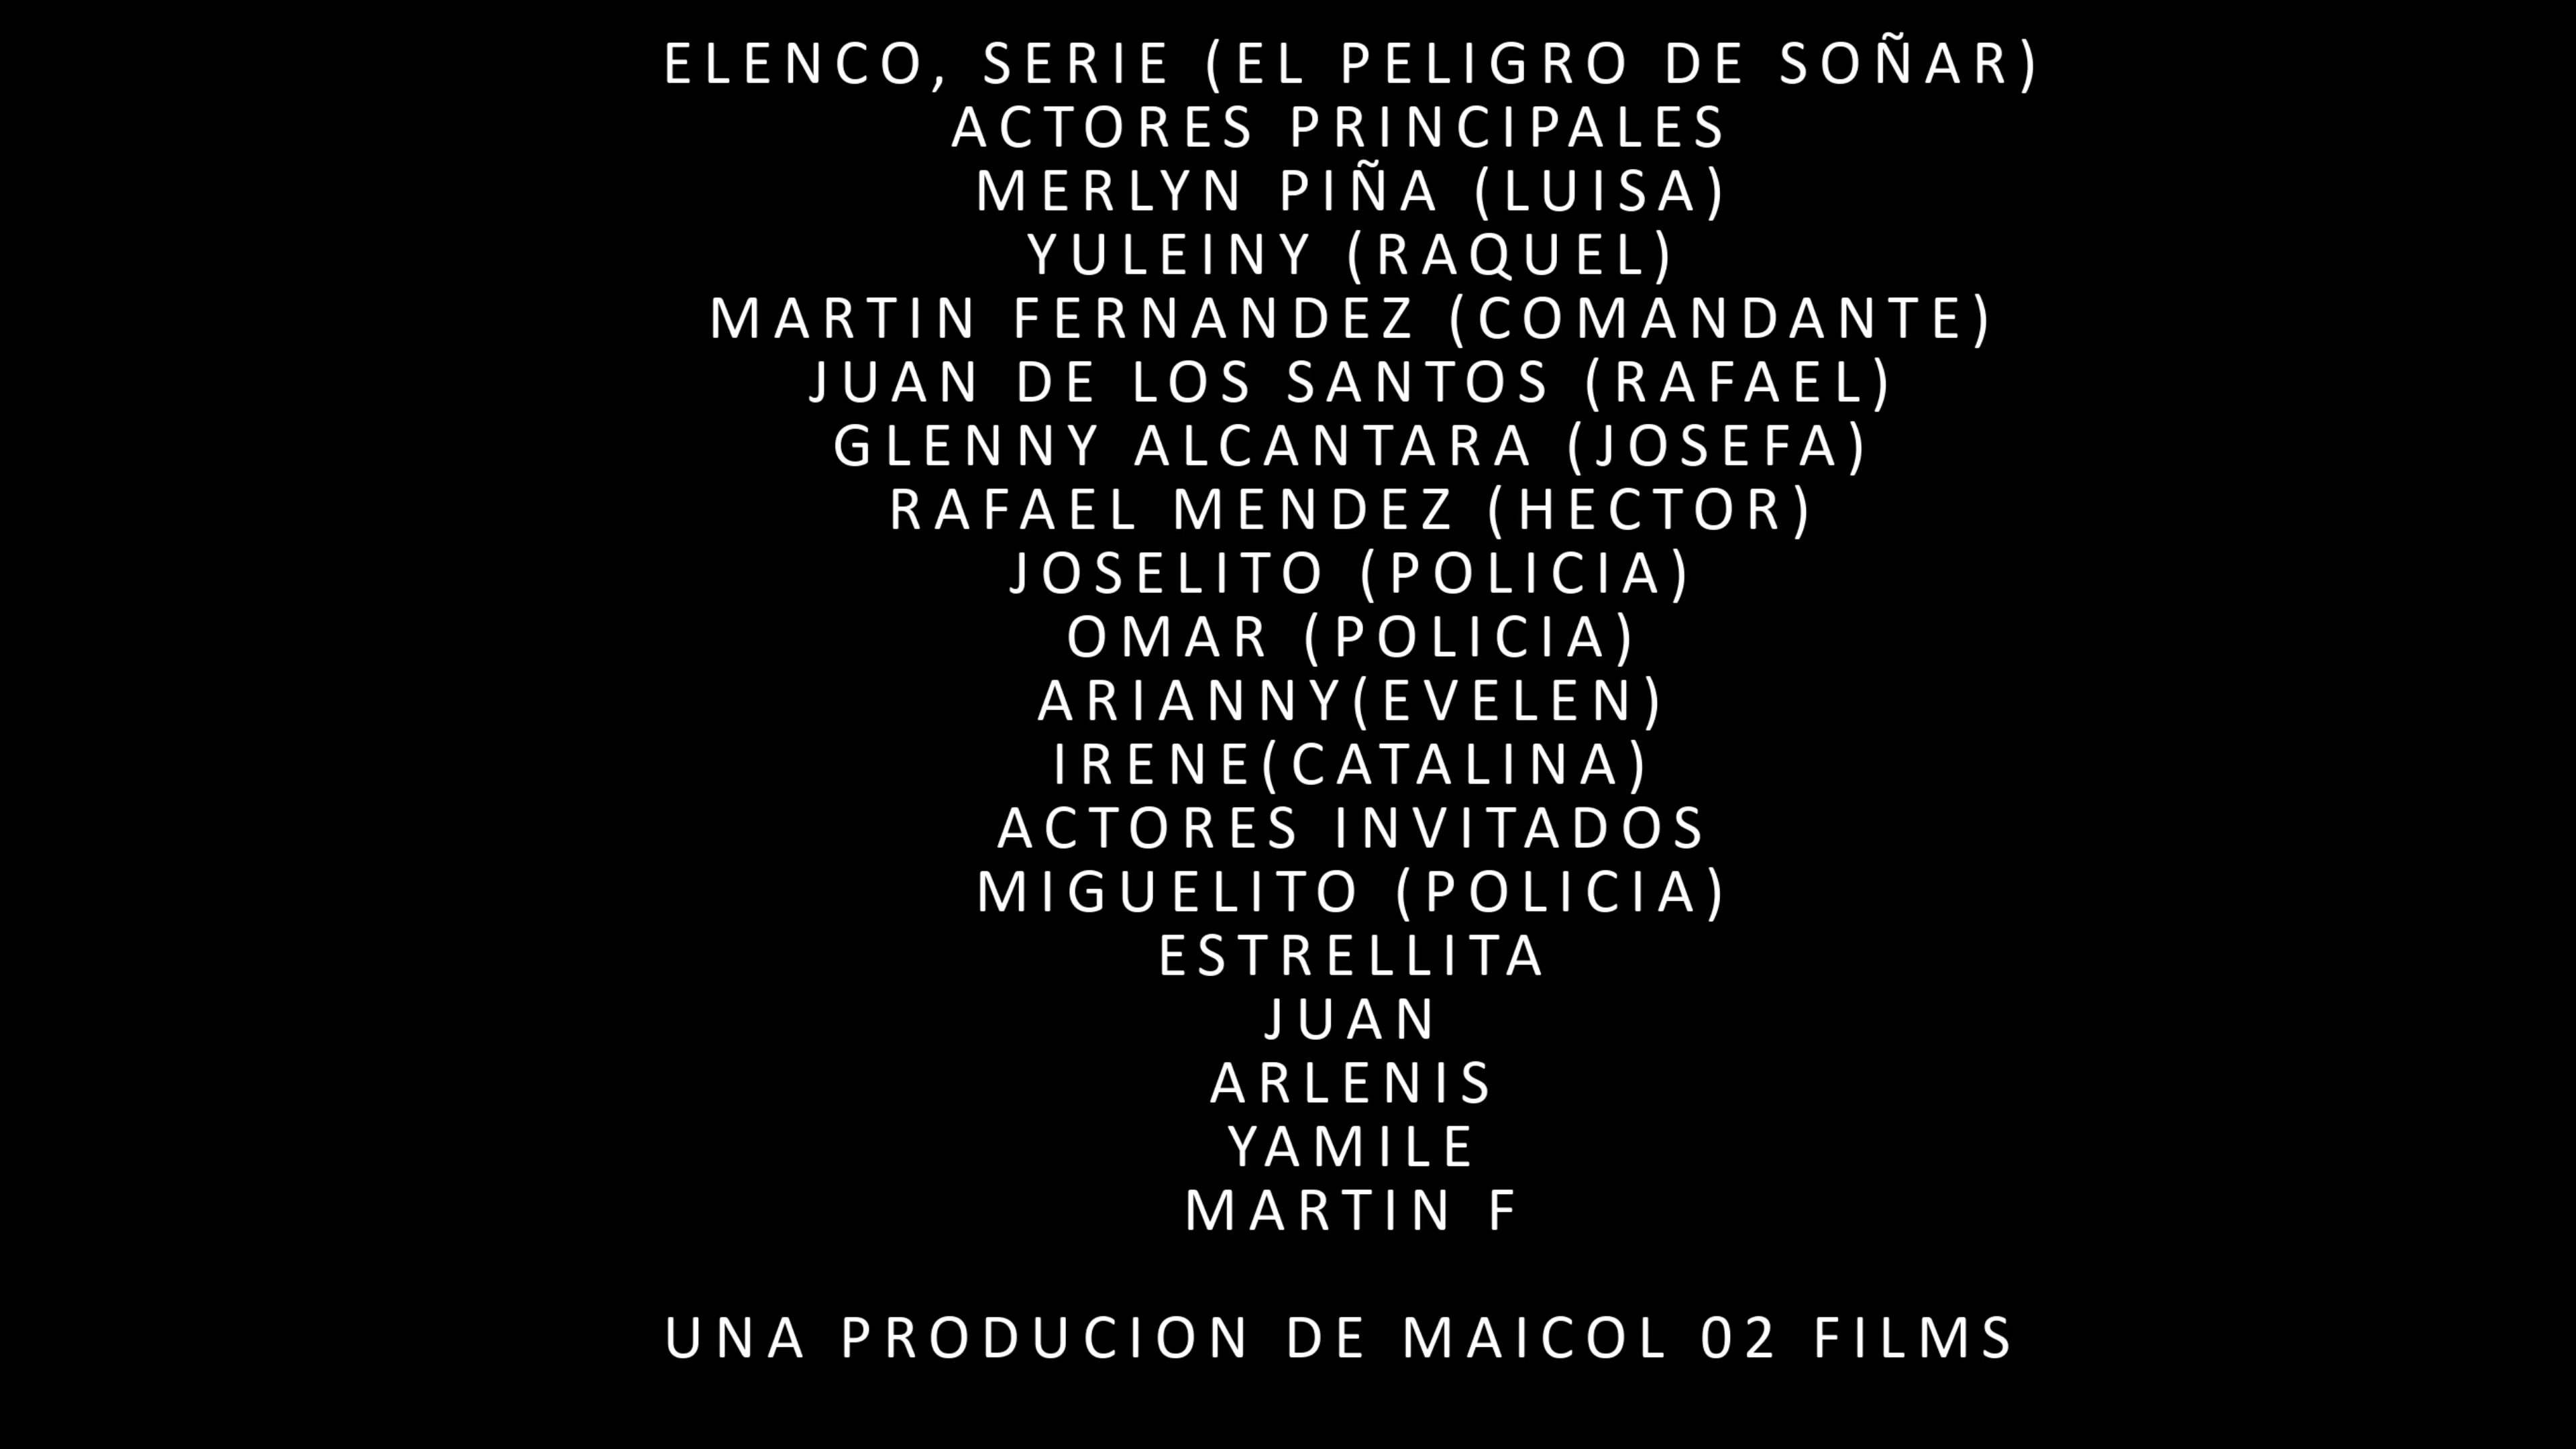 ELENCO, SERIE (EL PELIGRO DE SOÑAR)
ACTORES PRINCIPALES
MERLYN PIÑA (LUISA)
YULEINY (RAQUEL)
MARTIN FERNANDEZ (COMANDANTE)
JUAN DE LOS SANTOS (RAFAEL)
GLENNY ALCANTARA (JOSEFA)
RAFAEL MENDEZ (HECTOR)
JOSELITO (POLICIA)
OMAR (POLICIA)
ARIANNY(EVELEN)
IRENE(CATALINA)
ACTORES INVITADOS
MIGUELITO (POLICIA)
ESTRELLITA
JUAN
ARLENIS
YAMILE
MARTIN F
UNA PRODUCION DE MAICOL 02 FILMS